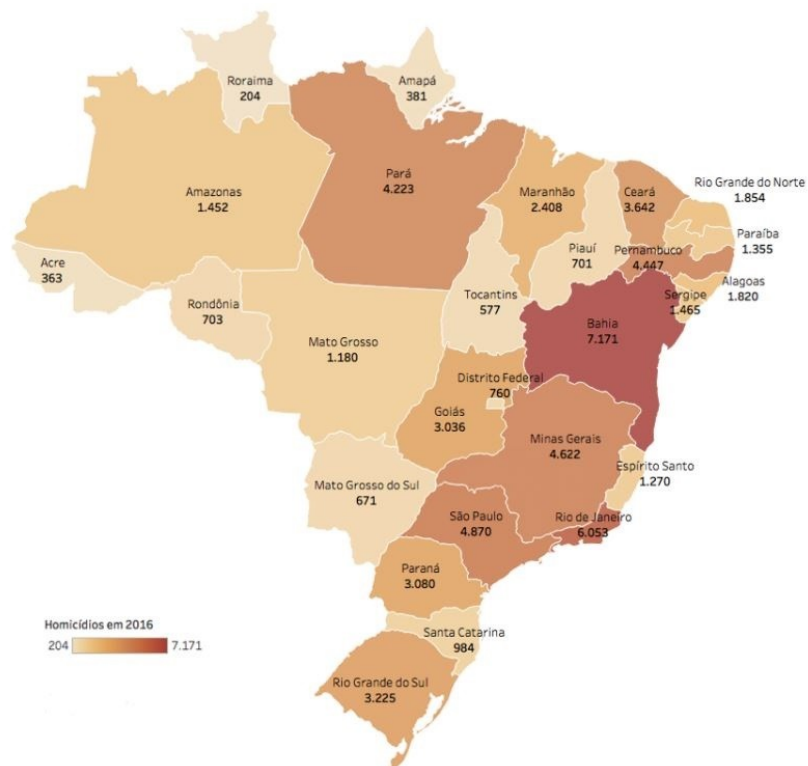 Roraima
204
Amapá
381
Amazonas
1.452
Pará
4.223
Maranhão
2.408
Ceará
3.642
Rio Grande do Norte
1.854
Paraíba
1.355
Piauí
701
Pernambuco
4.447
Alagoas
1.820
Sergipe
1.465
Acre
363
Rondônia
703
Tocantins
577
Bahia
7.171
Mato Grosso
1.180
Distrito Federal
760
Goiás
3.036
Minas Gerais
4.622
Espírito Santo
1.270
Mato Grosso do Sul
671
São Paulo
4.870
Rio de Janeiro
6.053
Paraná
3.080
Santa Catarina
984
Rio Grande do Sul
3.225
Homicídios em 2016
204 7.171